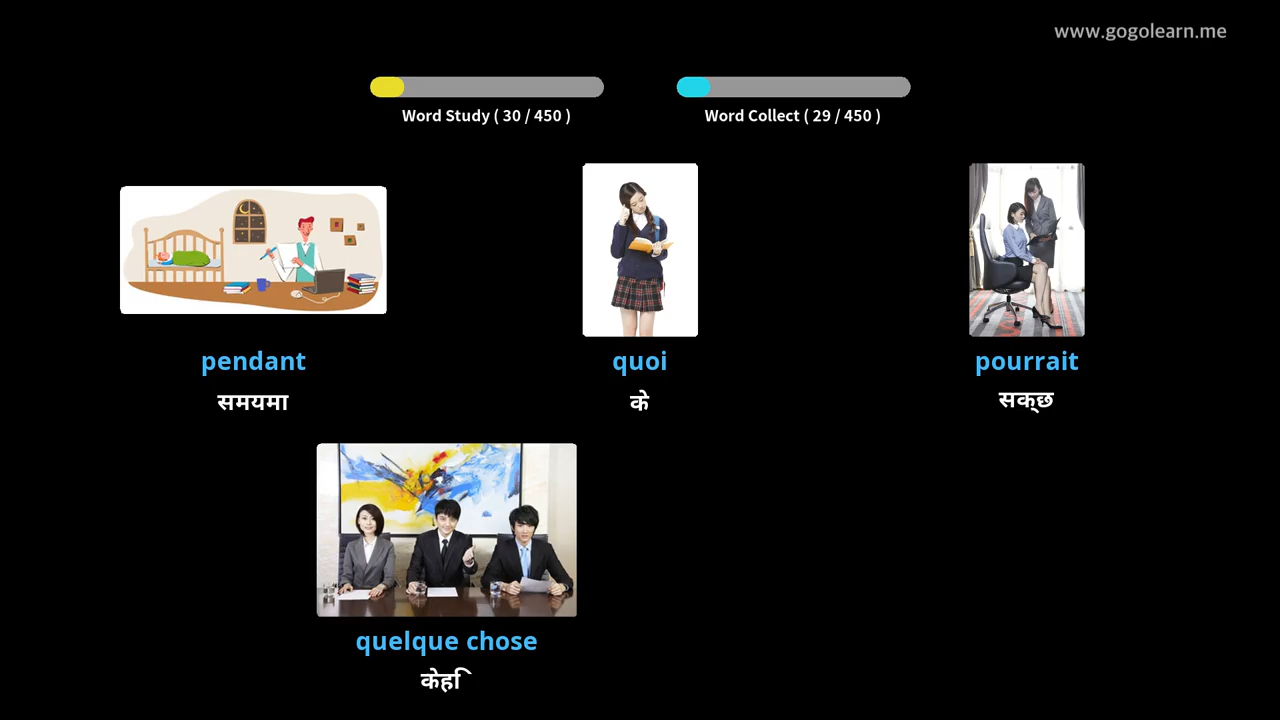 www.gogolearn.me
Word Study ( 30 / 450 )
Word Collect ( 29 / 450 )
pendant
quoi
pourrait
समयमा
के
सक्छ
quelque chose
केहि